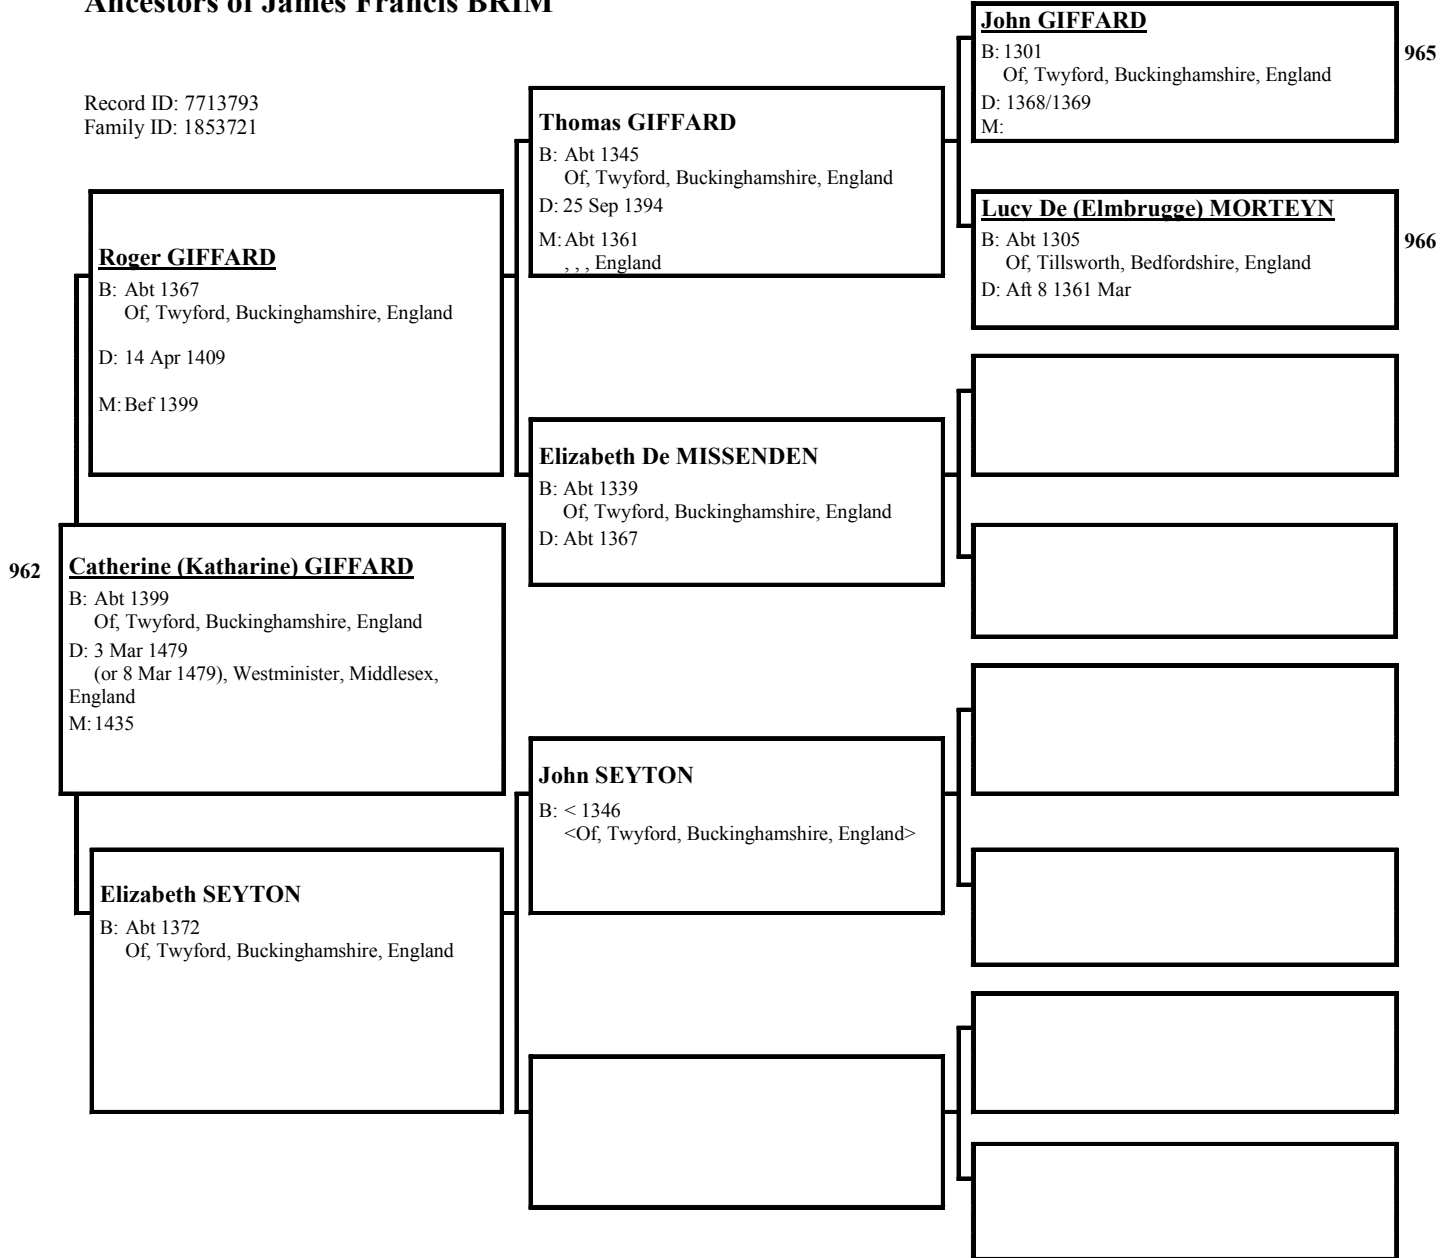 Ancestors of James Francis BRIM
Record ID: 7713793
Family ID: 1853721
John GIFFARD
B: 1301
Of, Twyford, Buckinghamshire, England
D: 1368/1369
M:
965
Thomas GIFFARD
B: Abt 1345
Of, Twyford, Buckinghamshire, England
D: 25 Sep 1394
M: Abt 1361
, , , England
Lucy De (Elmbrugge) MORTEYN
B: Abt 1305
Of, Tillsworth, Bedfordshire, England
D: Aft 8 1361 Mar
966
Roger GIFFARD
B: Abt 1367
Of, Twyford, Buckinghamshire, England
D: 14 Apr 1409
M: Bef 1399
Elizabeth De MISSENDEN
B: Abt 1339
Of, Twyford, Buckinghamshire, England
D: Abt 1367
962
Catherine (Katharine) GIFFARD
B: Abt 1399
Of, Twyford, Buckinghamshire, England
D: 3 Mar 1479
(or 8 Mar 1479), Westminister, Middlesex,
England
M: 1435
John SEYTON
B: < 1346
<Of, Twyford, Buckinghamshire, England>
Elizabeth SEYTON
B: Abt 1372
Of, Twyford, Buckinghamshire, England